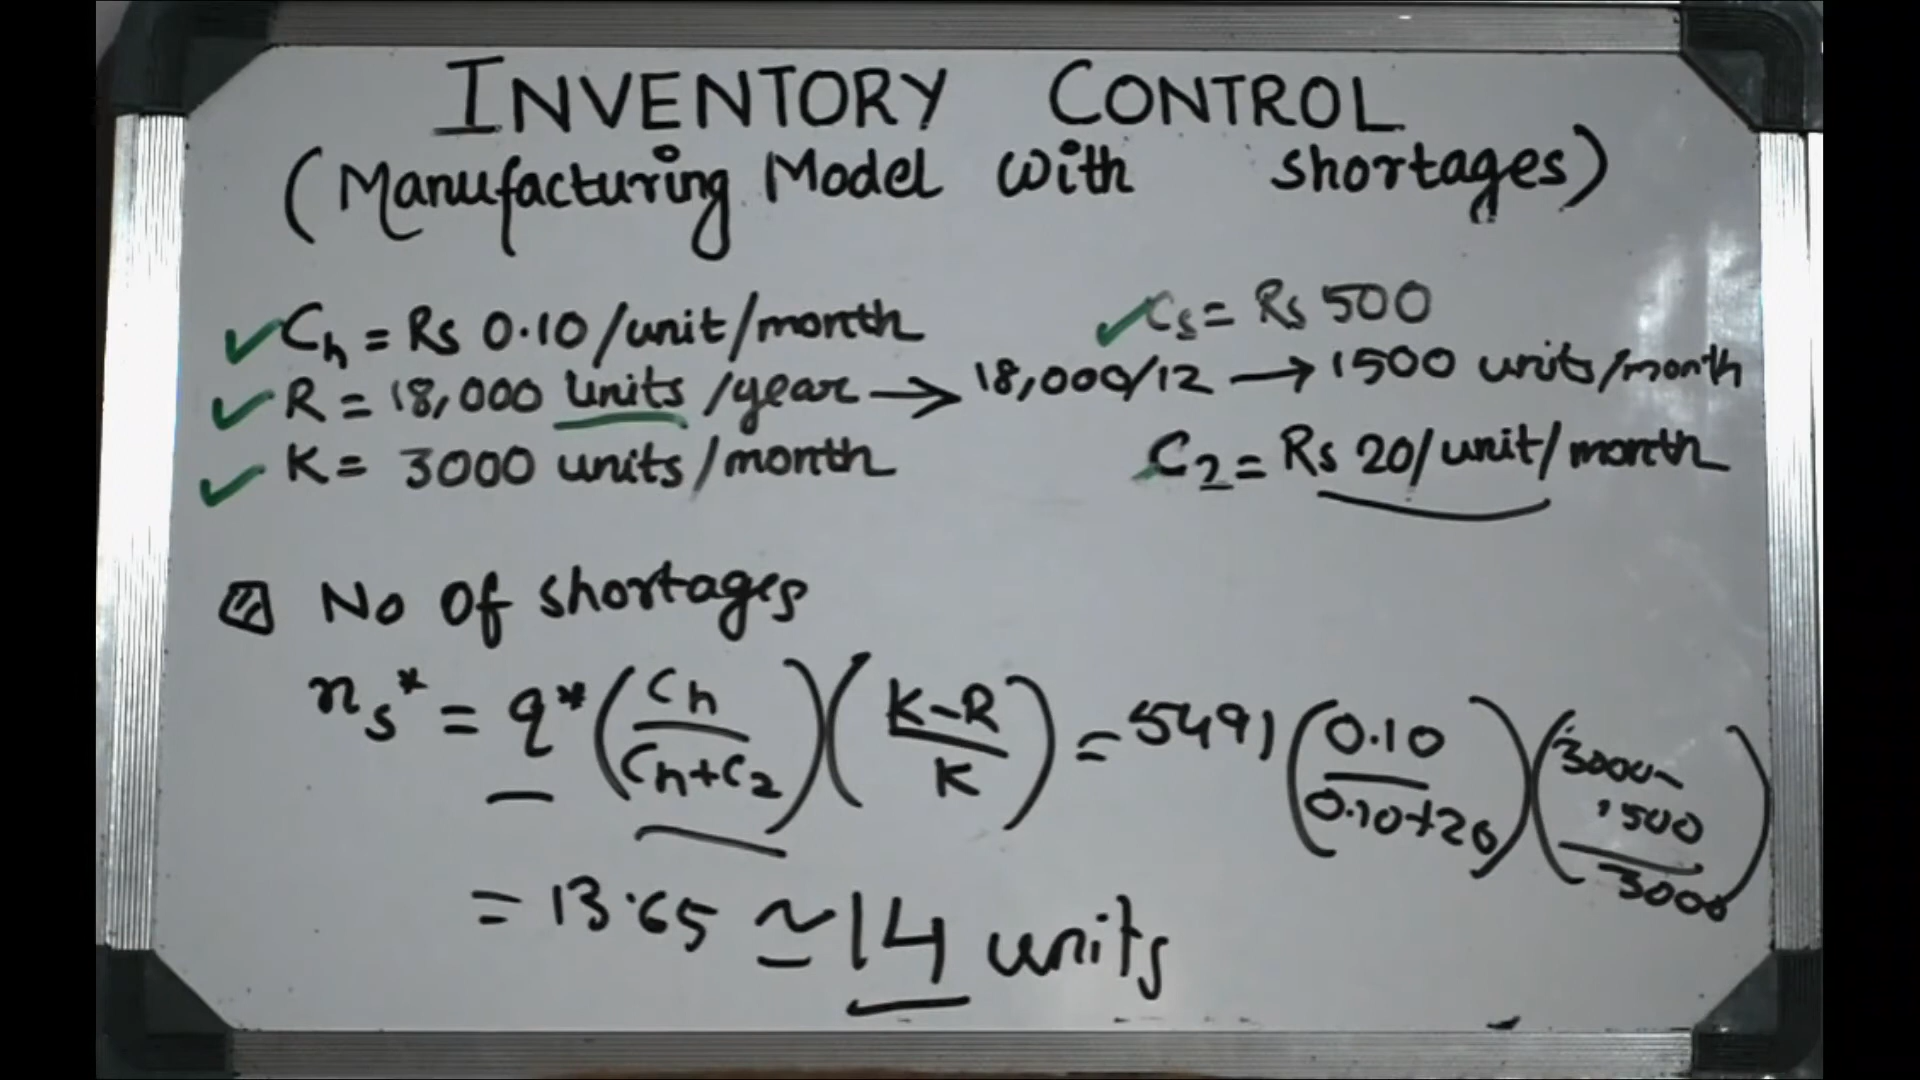 INVENTORY CONTROL
(Manufacturing Model with shortages)
Ch = Rs 0.10/unit/month
Cs = Rs 500
R = 18,000 units/year → 18,000/12 → 1500 units/month
K = 3000 units/month
C2 = Rs 20/unit/month
No Of shortages
ns* = q* (Ch/(Ch+C2)) ((K-R)/K) = 5491 (0.10/(0.10+20)) ((3000-1500)/3000)
= 13.65 ≃ 14 units